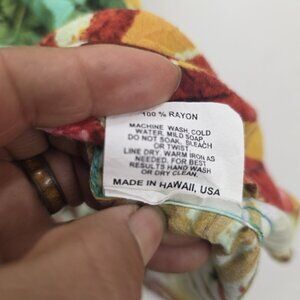 100 % RAYON
MACHINE WASH, COLD
WATER, MILD SOAP,
DO NOT SOAK, BLEACH
OR TWIST
LINE DRY, WARM IRON AS
NEEDED, FOR BEST
RESULTS HAND WASH
OR DRY CLEAN.
MADE IN HAWAII, USA